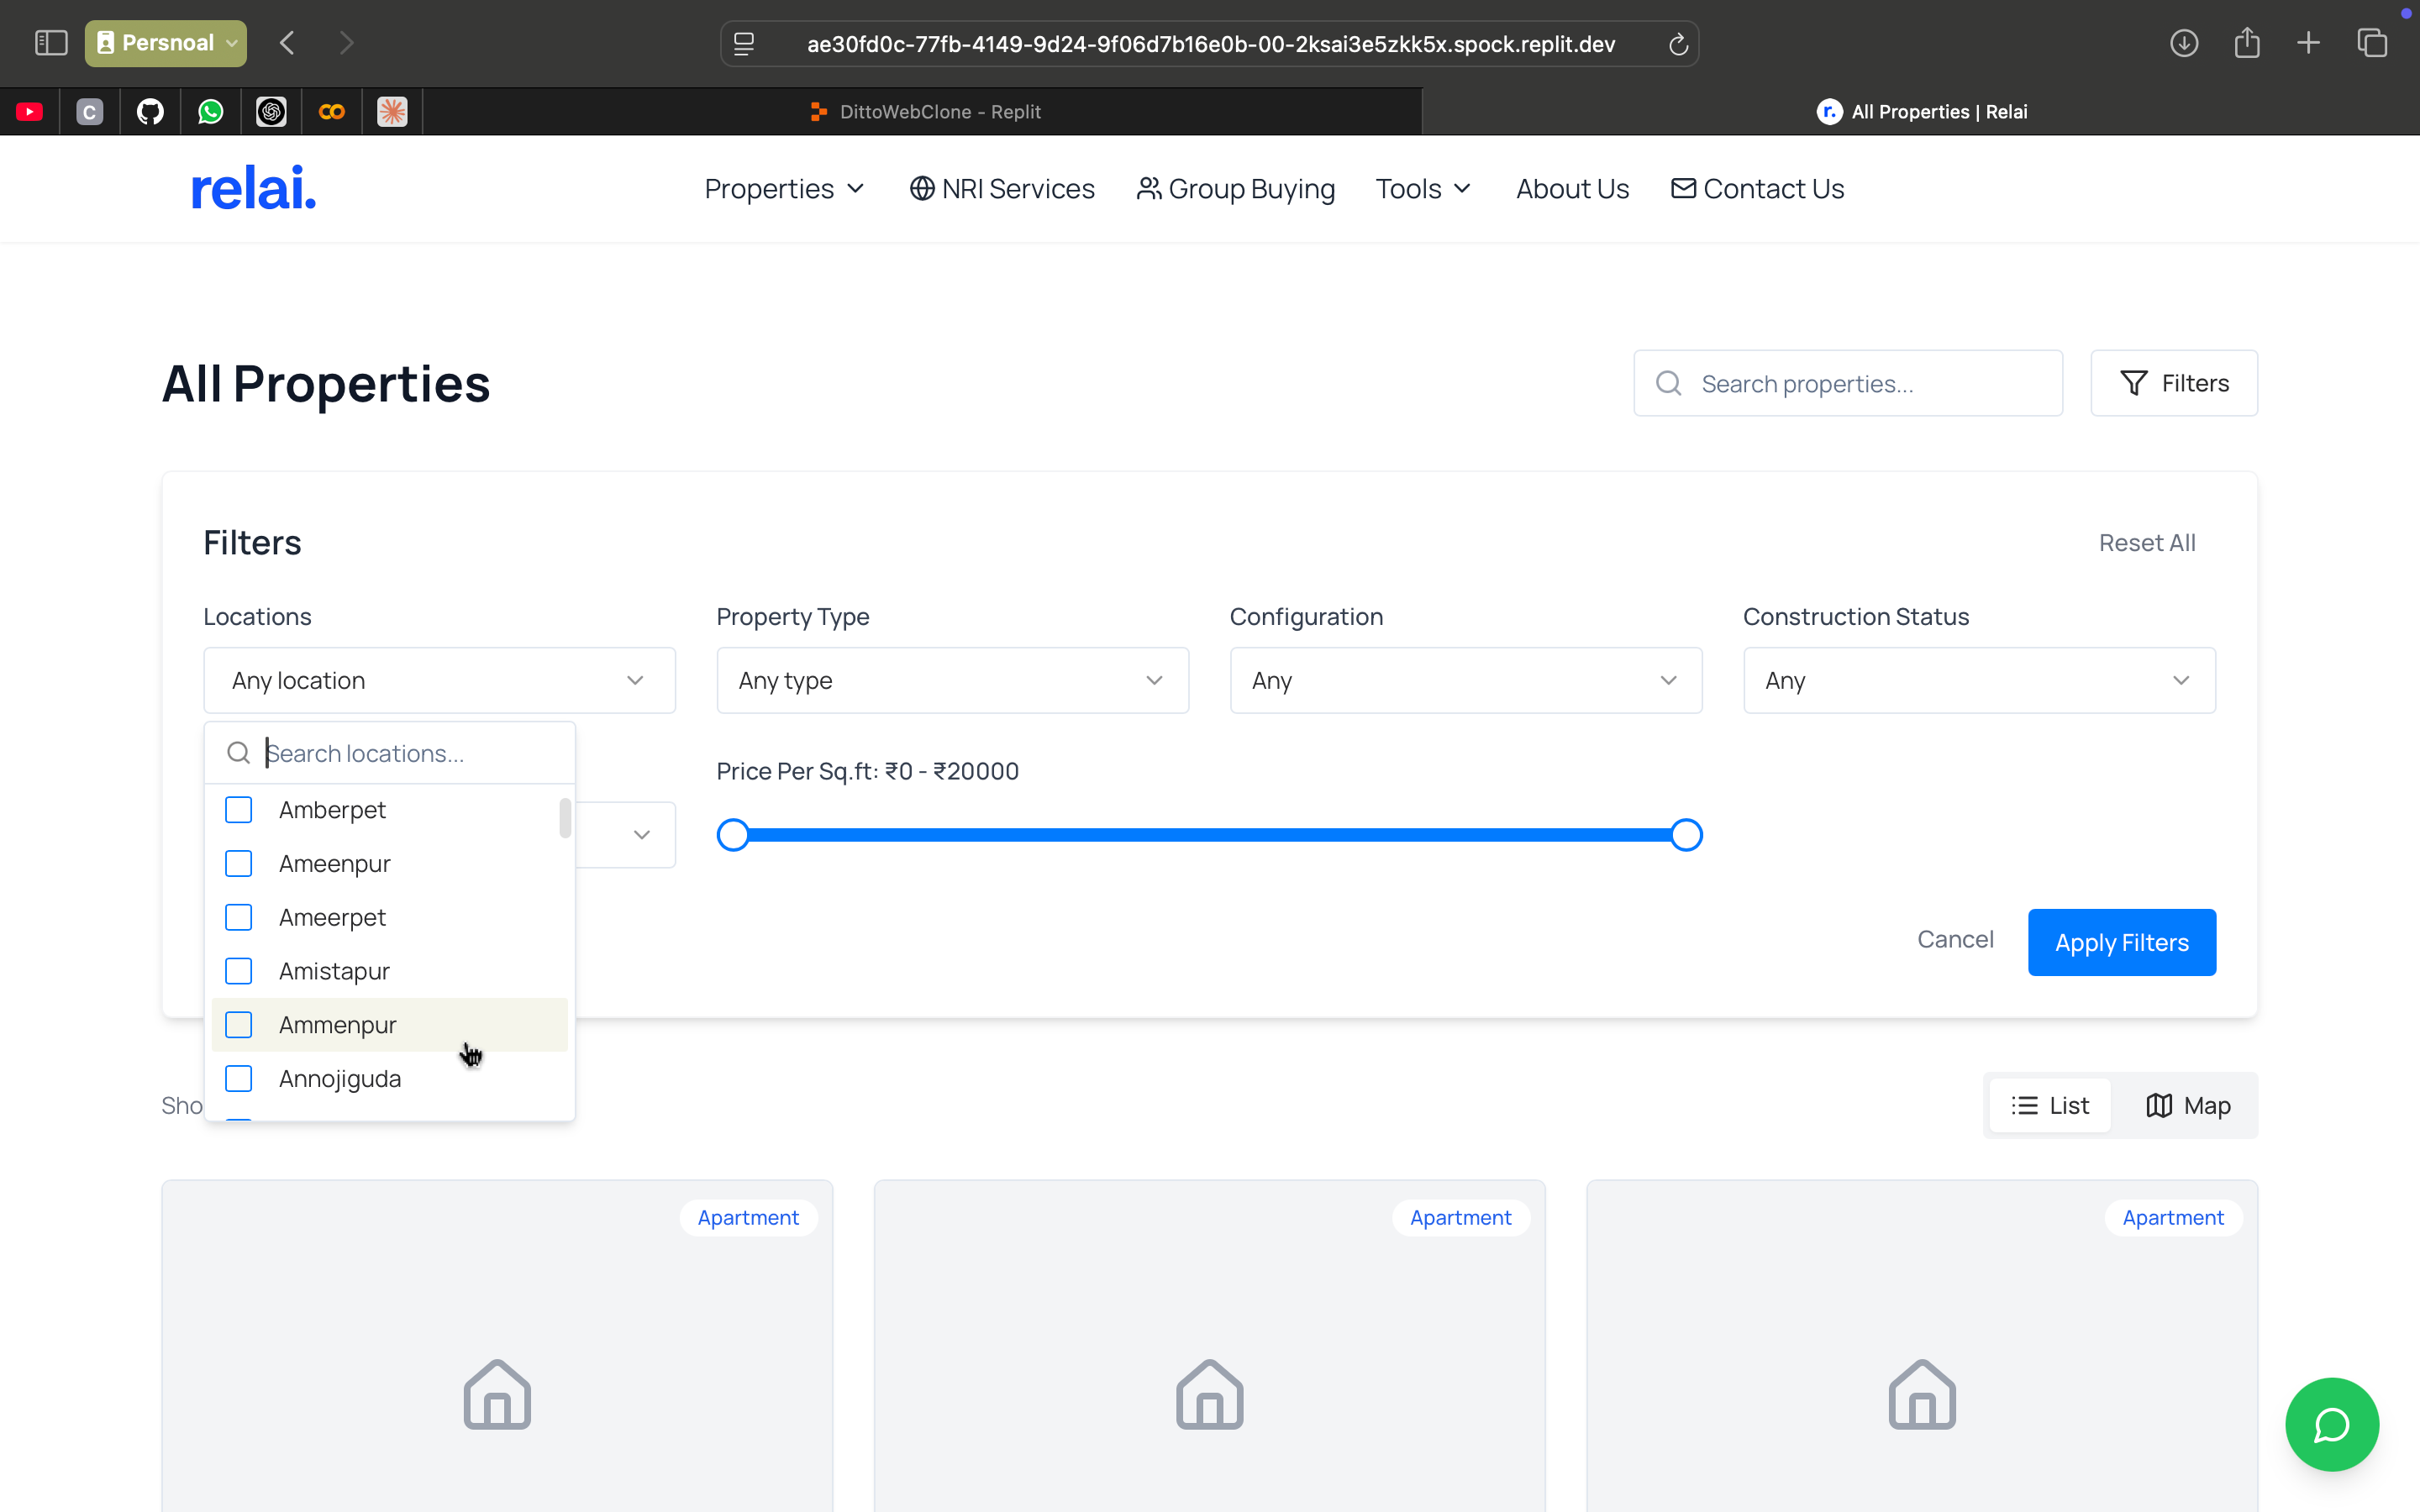 Persnoal
ae30fd0c-77fb-4149-9d24-9f06d7b16e0b-00-2ksai3e5zkk5x.spock.replit.dev
C
DittoWebClone - Replit
r. All Properties | Relai
relai.
Properties
NRI Services
Group Buying
Tools
About Us
Contact Us
All Properties
Search properties...
Filters
Filters
Reset All
Locations
Property Type
Configuration
Construction Status
Any location
Any type
Any
Any
Search locations...
Price Per Sq.ft: ₹0 - ₹20000
Amberpet
Ameenpur
Ameerpet
Amistapur
Ammenpur
Annojiguda
Cancel
Apply Filters
Sho
List
Map
Apartment
Apartment
Apartment